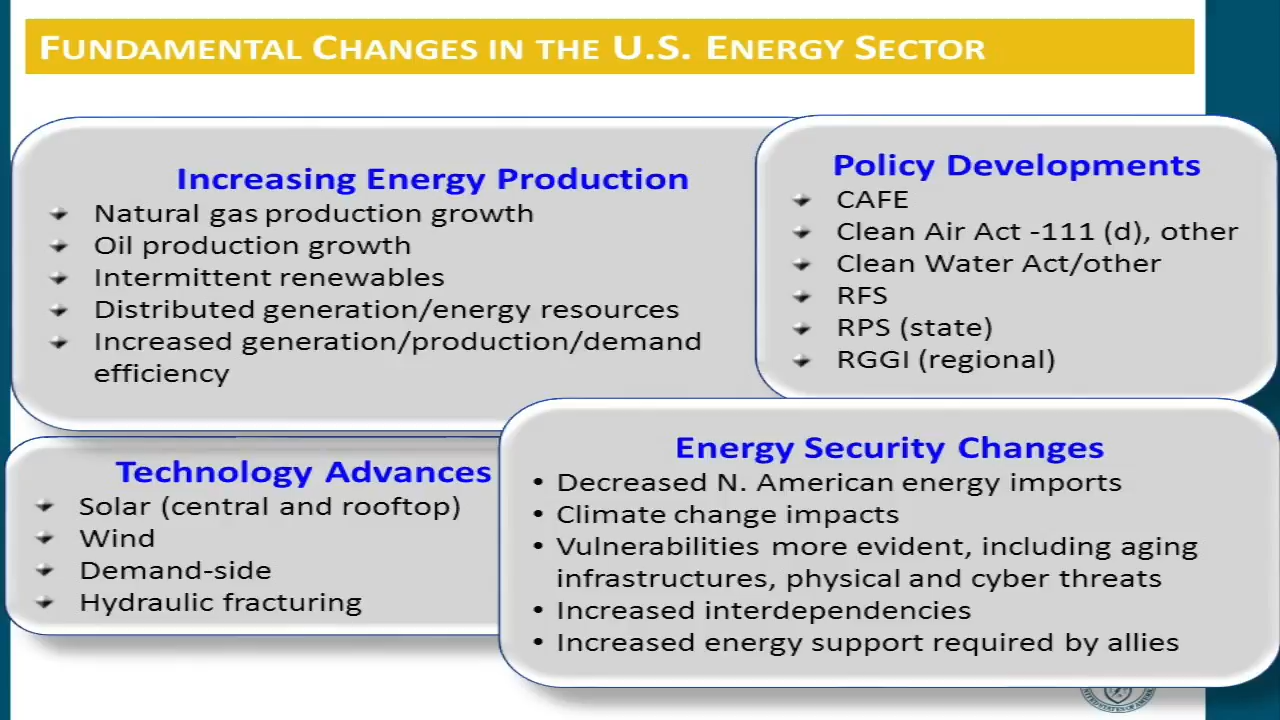 FUNDAMENTAL CHANGES IN THE U.S. ENERGY SECTOR
Increasing Energy Production
Natural gas production growth
Oil production growth
Intermittent renewables
Distributed generation/energy resources
Increased generation/production/demand
efficiency
Policy Developments
CAFE
Clean Air Act -111 (d), other
Clean Water Act/other
RFS
RPS (state)
RGGI (regional)
Technology Advances
Solar (central and rooftop)
Wind
Demand-side
Hydraulic fracturing
Energy Security Changes
• Decreased N. American energy imports
• Climate change impacts
• Vulnerabilities more evident, including aging
infrastructures, physical and cyber threats
• Increased interdependencies
• Increased energy support required by allies